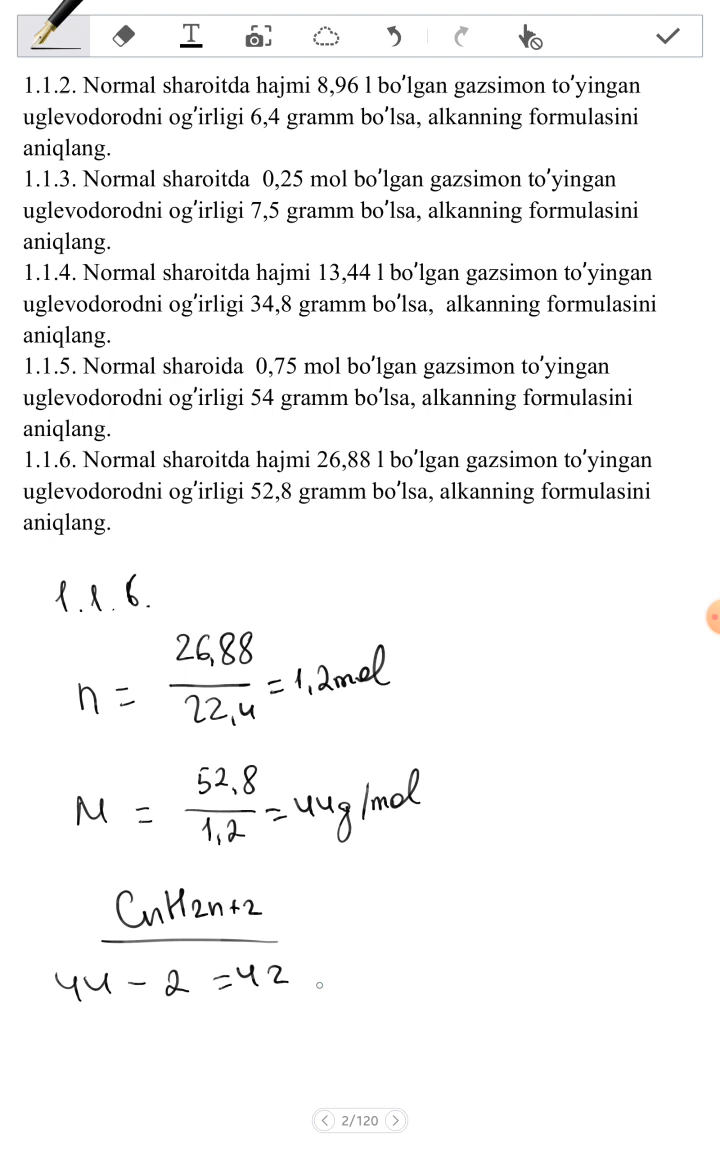 T
1.1.2. Normal sharoitda hajmi 8,96 l bo'lgan gazsimon to'yingan
uglevodorodni og'irligi 6,4 gramm bo'lsa, alkanning formulasini
aniqlang.
1.1.3. Normal sharoitda 0,25 mol bo'lgan gazsimon to'yingan
uglevodorodni og'irligi 7,5 gramm bo'lsa, alkanning formulasini
aniqlang.
1.1.4. Normal sharoitda hajmi 13,44 l bo'lgan gazsimon to'yingan
uglevodorodni og'irligi 34,8 gramm bo'lsa, alkanning formulasini
aniqlang.
1.1.5. Normal sharoida 0,75 mol bo'lgan gazsimon to'yingan
uglevodorodni og'irligi 54 gramm bo'lsa, alkanning formulasini
aniqlang.
1.1.6. Normal sharoitda hajmi 26,88 l bo'lgan gazsimon to'yingan
uglevodorodni og'irligi 52,8 gramm bo'lsa, alkanning formulasini
aniqlang.
1.1.6.
26,88
n = = 1,2mol
22,4
52,8
M = = 44g/mol
1,2
CnH2n+2
44 - 2 = 42
2/120